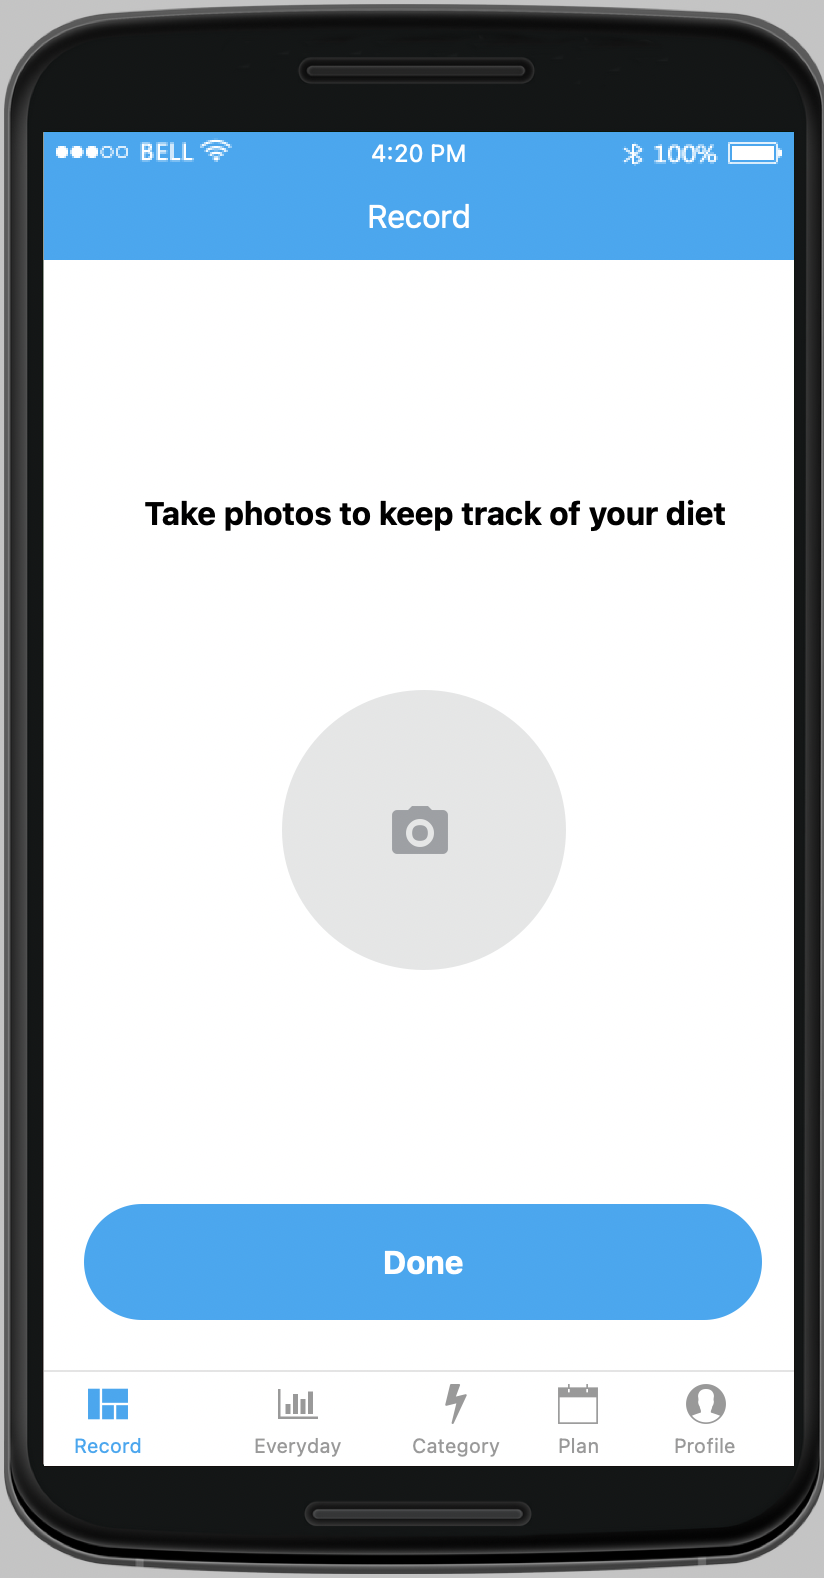 BELL 4:20 PM 100%
Record
Take photos to keep track of your diet
Done
Record Everyday Category Plan Profile